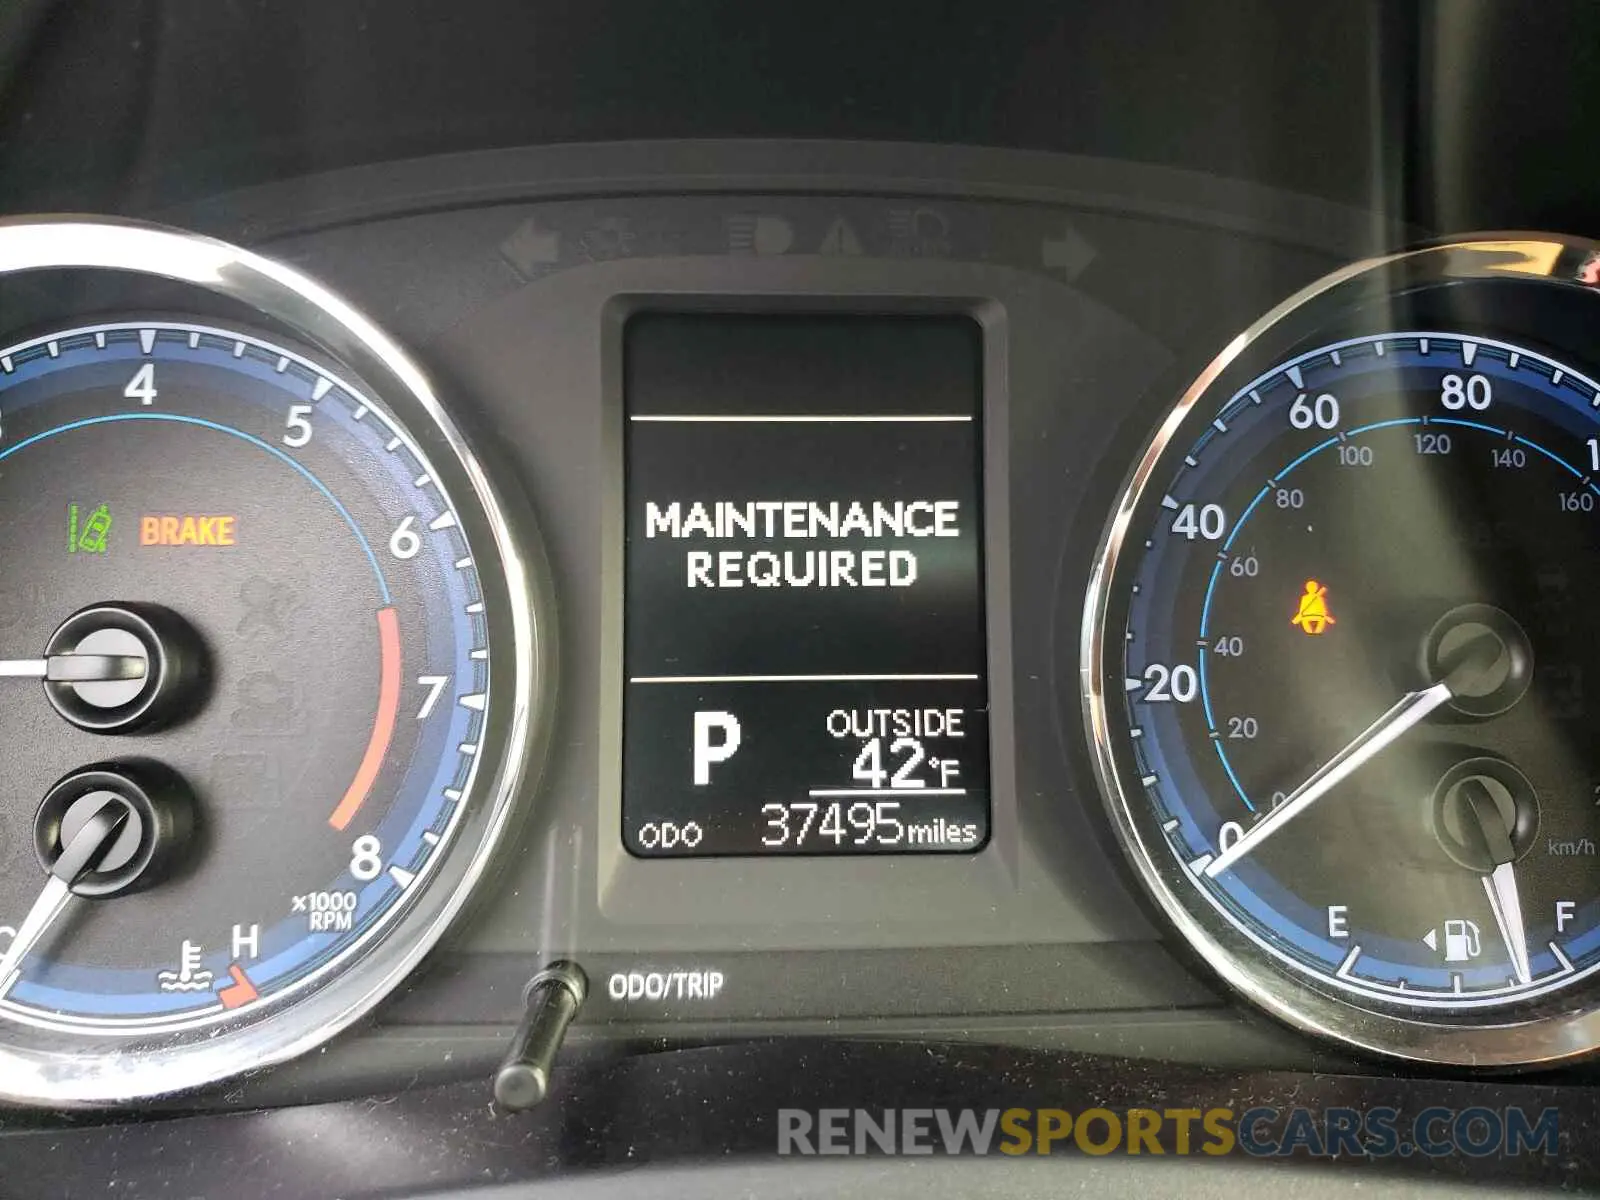 4
5
6
7
8
x1000
RPM
BRAKE
H
MAINTENANCE
REQUIRED
P
OUTSIDE
42°F
ODO 37495 miles
ODO/TRIP
0
20
40
60
80
0
20
40
60
80
100
120
140
160
km/h
E
F
RENEWSPORTSCARS.COM